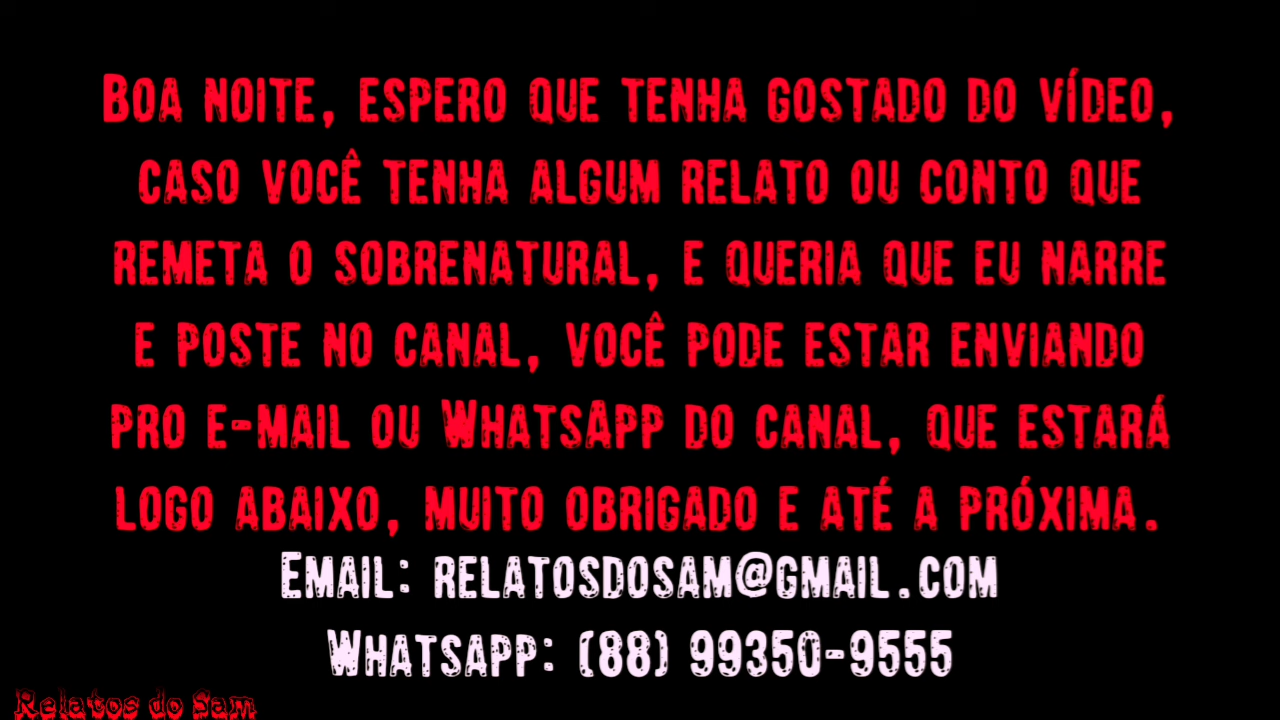 Boa noite, espero que tenha gostado do vídeo,
caso você tenha algum relato ou conto que
remeta o sobrenatural, e queria que eu narre
e poste no canal, você pode estar enviando
pro e-mail ou WhatsApp do canal, que estará
logo abaixo, muito obrigado e até a próxima.
Email: relatosdosam@gmail.com
Whatsapp: (88) 99350-9555
Relatos do Sam